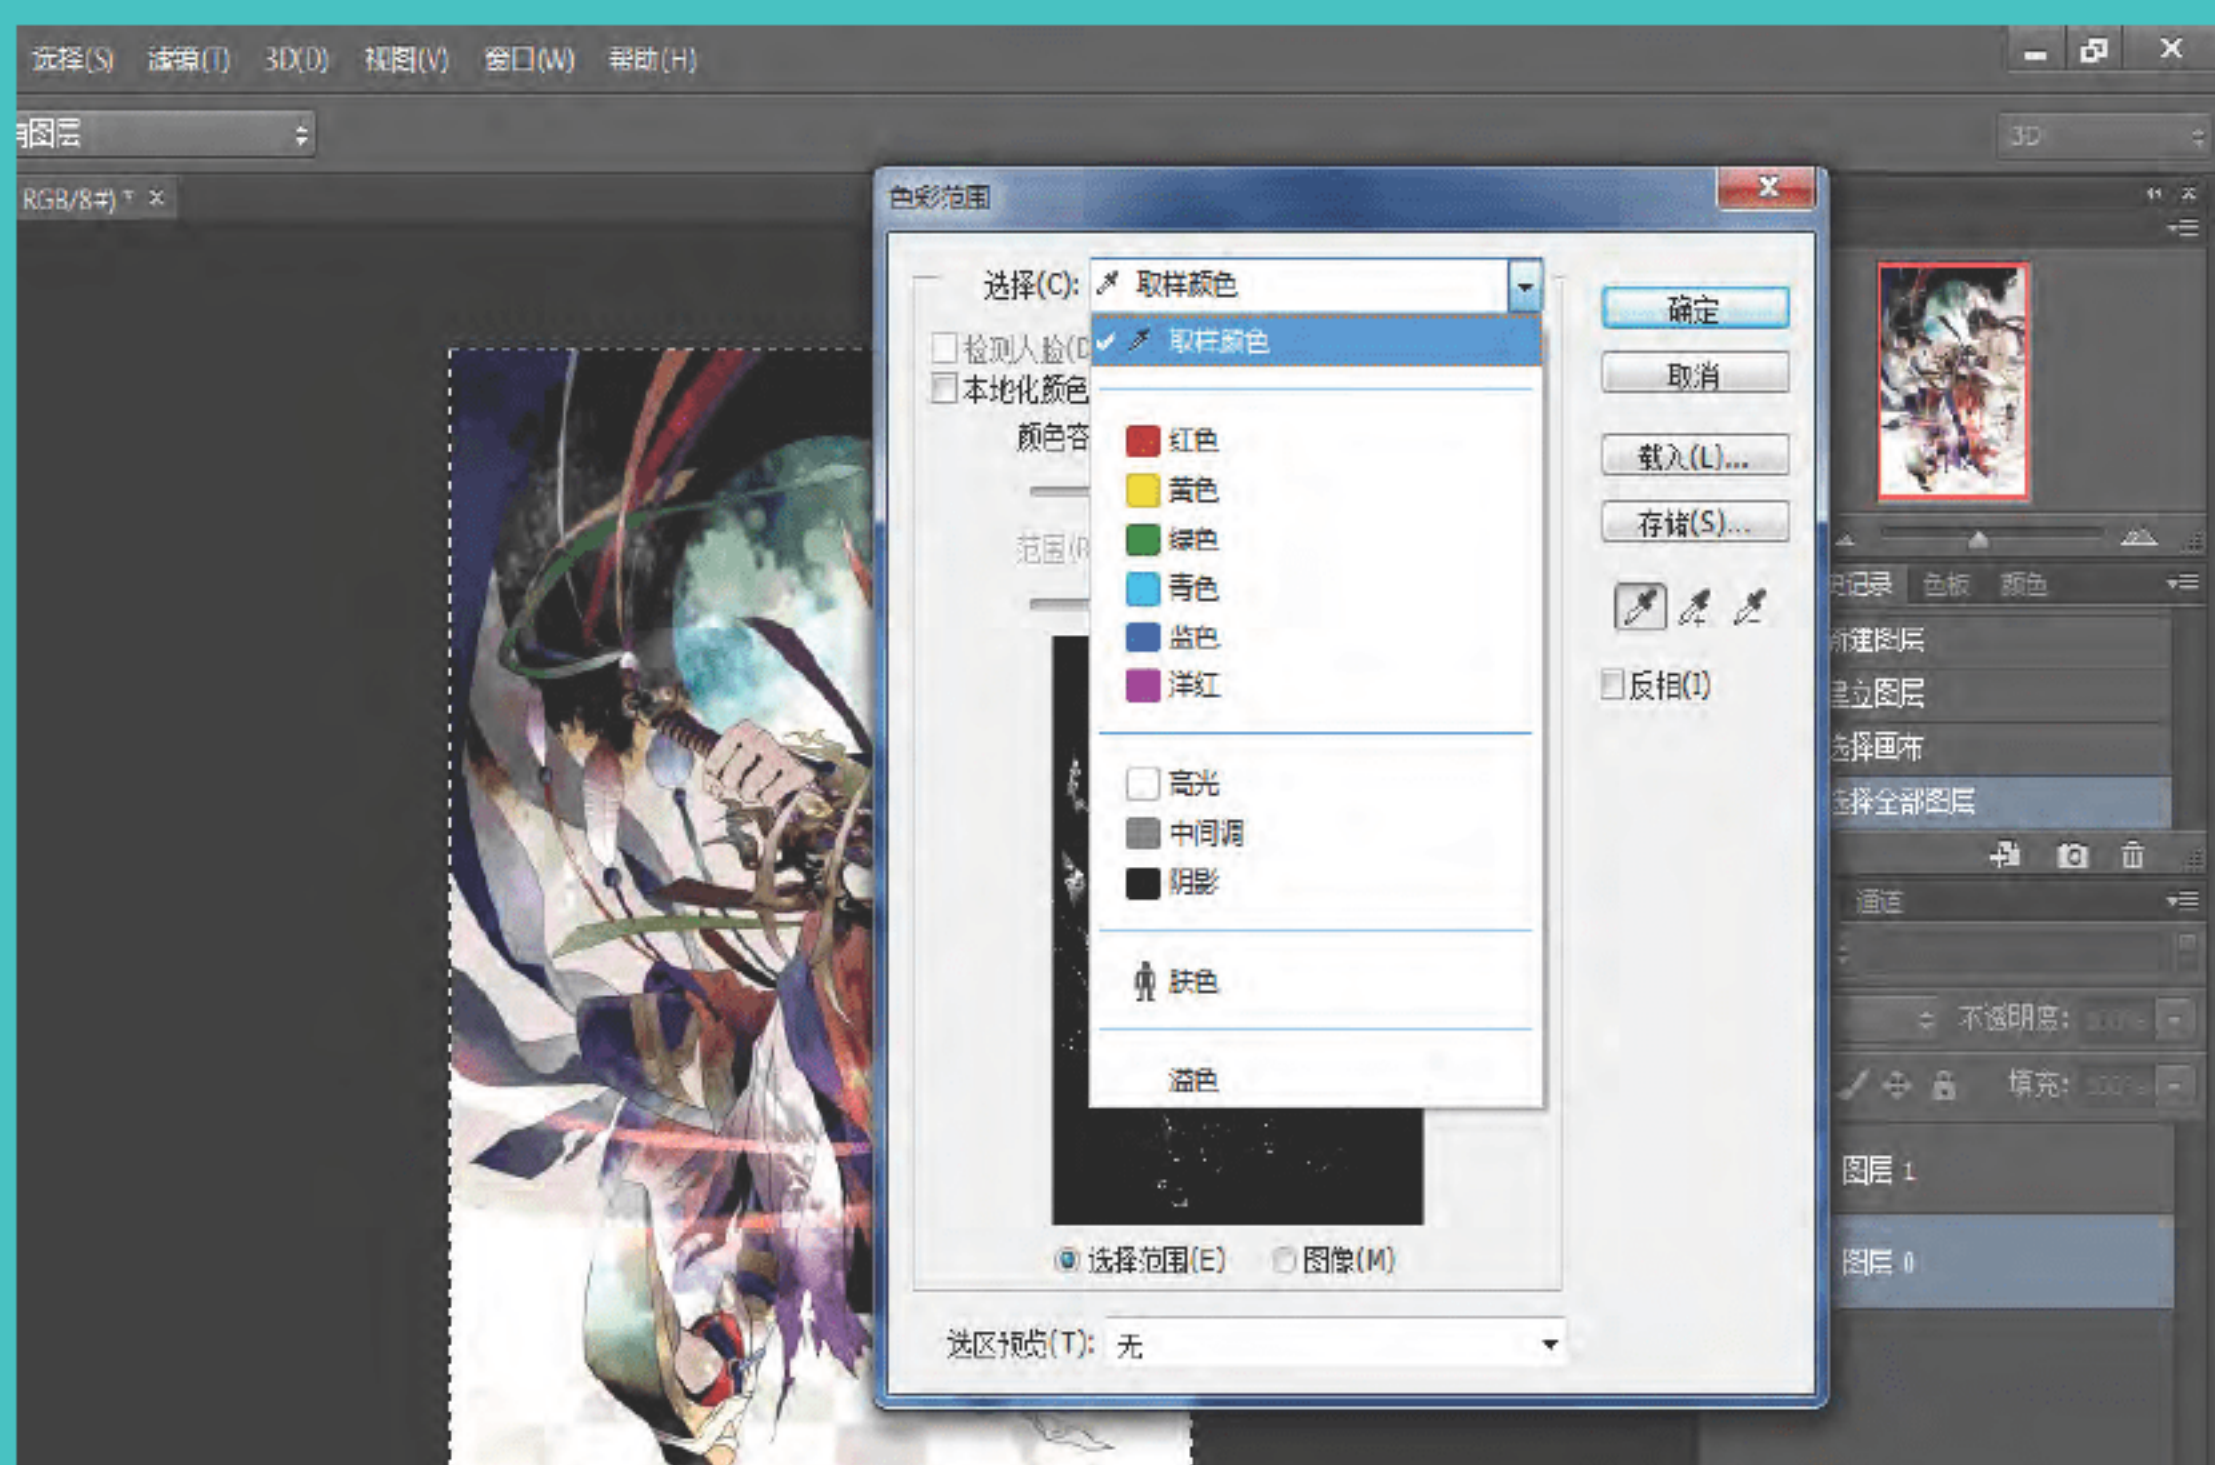 选择(S) 滤镜(T) 3D(D) 视图(V) 窗口(W) 帮助(H)
图层
3D
RGB/8#) *
色彩范围
选择(C): 取样颜色
取样颜色
检测人脸(D
本地化颜色
颜色容
范围(R
红色
黄色
绿色
青色
蓝色
洋红
高光
中间调
阴影
肤色
溢色
选择范围(E) 图像(M)
选区预览(T): 无
确定
取消
载入(L)...
存储(S)...
反相(I)
记录 色板 颜色
新建图层
建立图层
选择画布
选择全部图层
通道
不透明度:
填充:
图层 1
图层 0